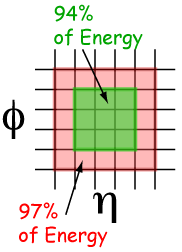 94%
of Energy
ϕ
97%
of Energy
η